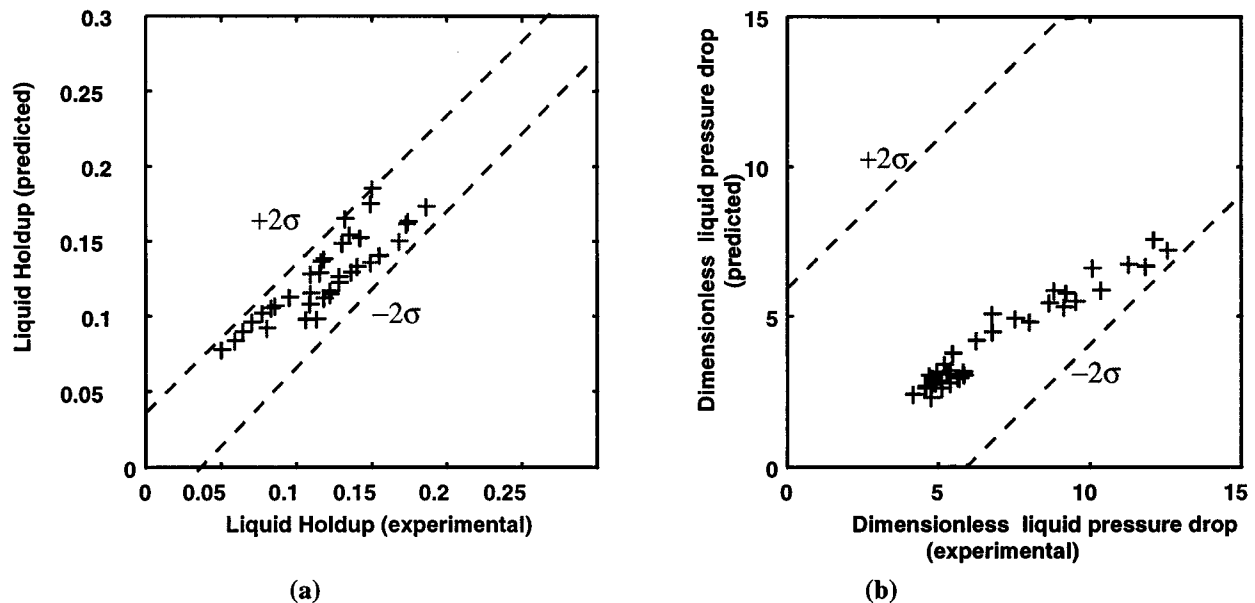 0.3
0.25
0.2
0.15
0.1
0.05
0
Liquid Holdup (predicted)
+2σ
−2σ
0
0.05
0.1
0.15
0.2
0.25
Liquid Holdup (experimental)
(a)
15
10
5
0
Dimensionless liquid pressure drop
(predicted)
+2σ
−2σ
0
5
10
15
Dimensionless liquid pressure drop
(experimental)
(b)